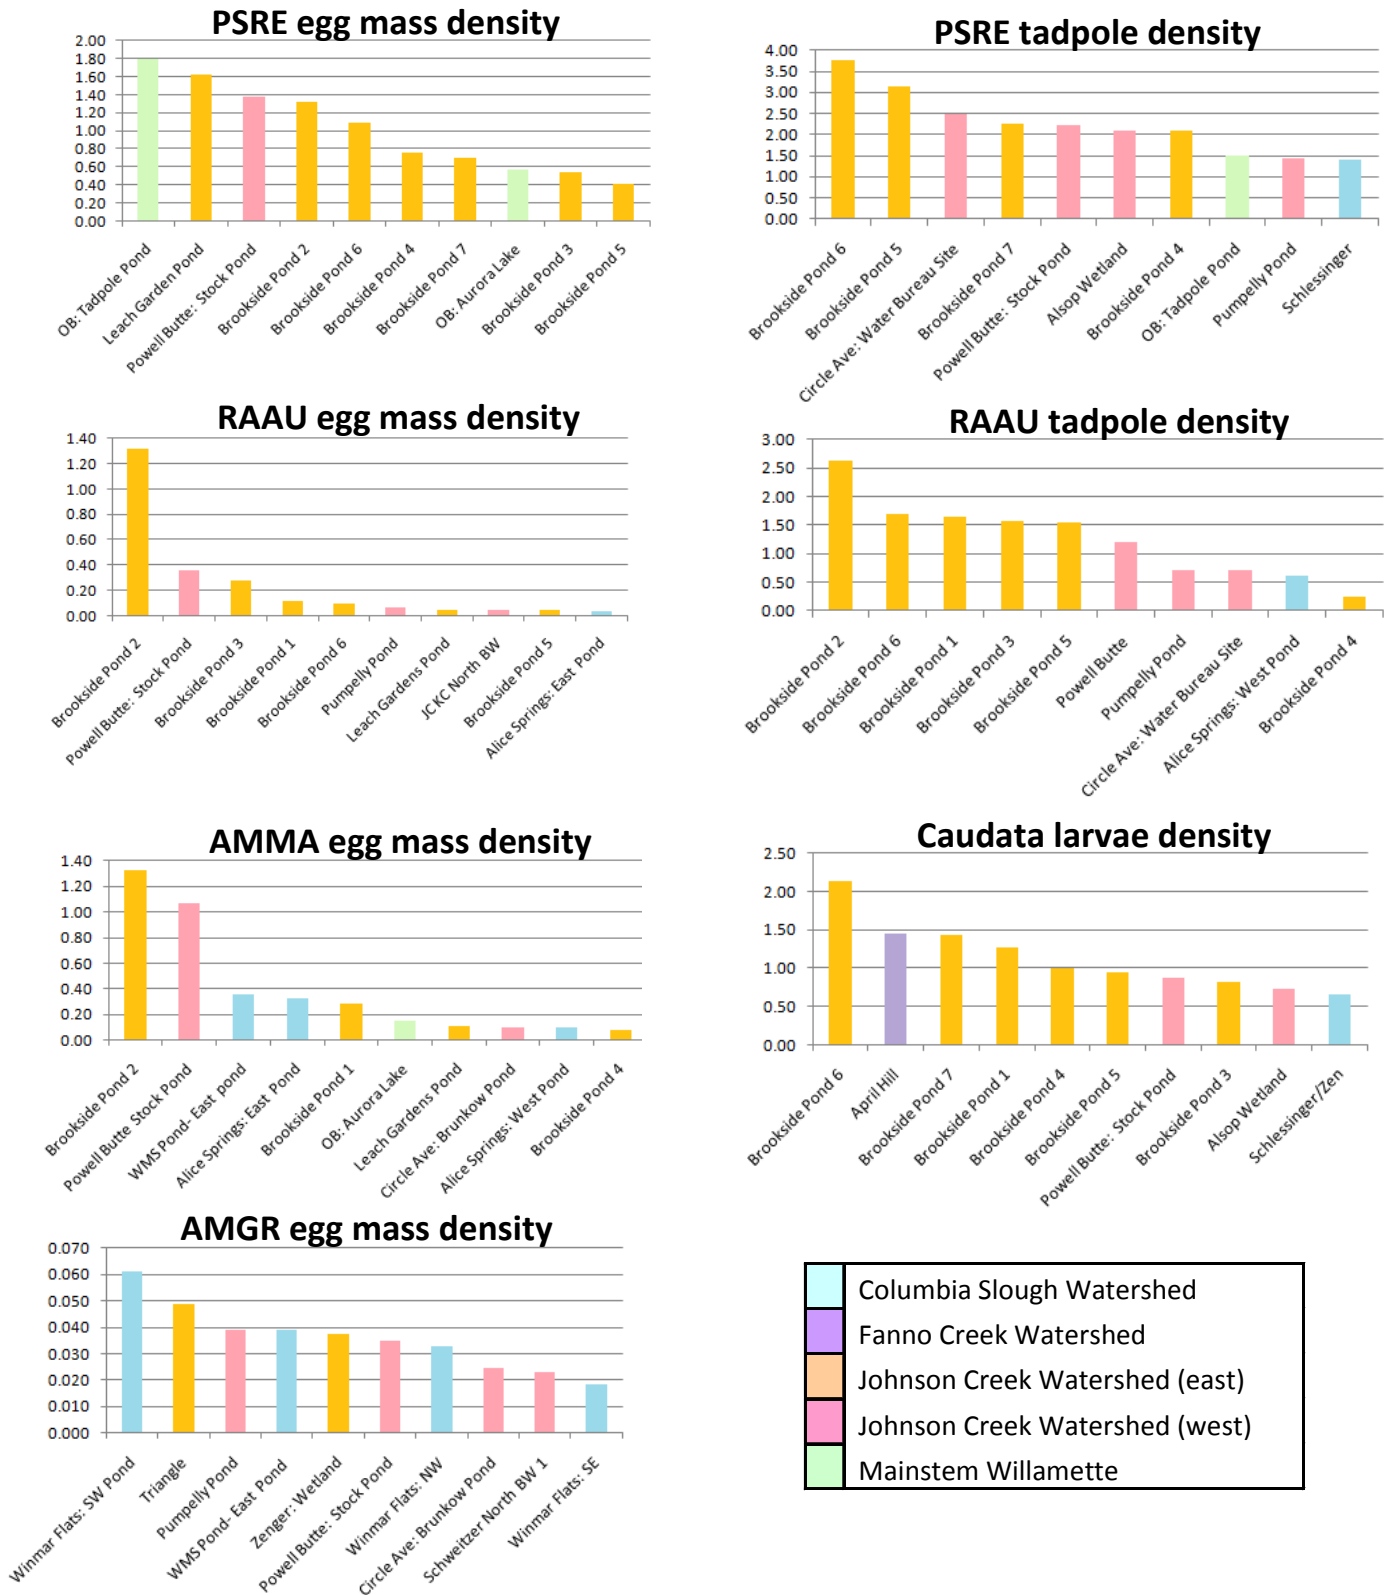 PSRE egg mass density
2.00
1.80
1.60
1.40
1.20
1.00
0.80
0.60
0.40
0.20
0.00
OB: Tadpole Pond
Leach Garden Pond
Powell Butte: Stock Pond
Brookside Pond 2
Brookside Pond 6
Brookside Pond 4
Brookside Pond 7
OB: Aurora Lake
Brookside Pond 3
Brookside Pond 5
PSRE tadpole density
4.00
3.50
3.00
2.50
2.00
1.50
1.00
0.50
0.00
Brookside Pond 6
Brookside Pond 5
Circle Ave: Water Bureau Site
Brookside Pond 7
Powell Butte: Stock Pond
Alsop Wetland
Brookside Pond 4
OB: Tadpole Pond
Pumpelly Pond
Schlessinger
RAAU egg mass density
1.40
1.20
1.00
0.80
0.60
0.40
0.20
0.00
Brookside Pond 2
Powell Butte: Stock Pond
Brookside Pond 3
Brookside Pond 1
Brookside Pond 6
Pumpelly Pond
Leach Gardens Pond
JC KC North BW
Brookside Pond 5
Alice Springs: East Pond
RAAU tadpole density
3.00
2.50
2.00
1.50
1.00
0.50
0.00
Brookside Pond 2
Brookside Pond 6
Brookside Pond 1
Brookside Pond 3
Brookside Pond 5
Powell Butte
Pumpelly Pond
Circle Ave: Water Bureau Site
Alice Springs: West Pond
Brookside Pond 4
AMMA egg mass density
1.40
1.20
1.00
0.80
0.60
0.40
0.20
0.00
Brookside Pond 2
Powell Butte: Stock Pond
WMS Pond- East pond
Alice Springs: East Pond
Brookside Pond 1
OB: Aurora Lake
Leach Gardens Pond
Circle Ave: Brunkow Pond
Alice Springs: West Pond
Brookside Pond 4
Caudata larvae density
2.50
2.00
1.50
1.00
0.50
0.00
Brookside Pond 6
April Hill
Brookside Pond 7
Brookside Pond 1
Brookside Pond 4
Brookside Pond 5
Powell Butte: Stock Pond
Brookside Pond 3
Alsop Wetland
Schlessinger/Zen
AMGR egg mass density
0.070
0.060
0.050
0.040
0.030
0.020
0.010
0.000
Winmar Flats: SW Pond
Triangle
Pumpelly Pond
WMS Pond- East Pond
Zenger: Wetland
Powell Butte: Stock Pond
Winmar Flats: NW
Circle Ave: Brunkow Pond
Schweitzer North BW 1
Winmar Flats: SE
Columbia Slough Watershed
Fanno Creek Watershed
Johnson Creek Watershed (east)
Johnson Creek Watershed (west)
Mainstem Willamette